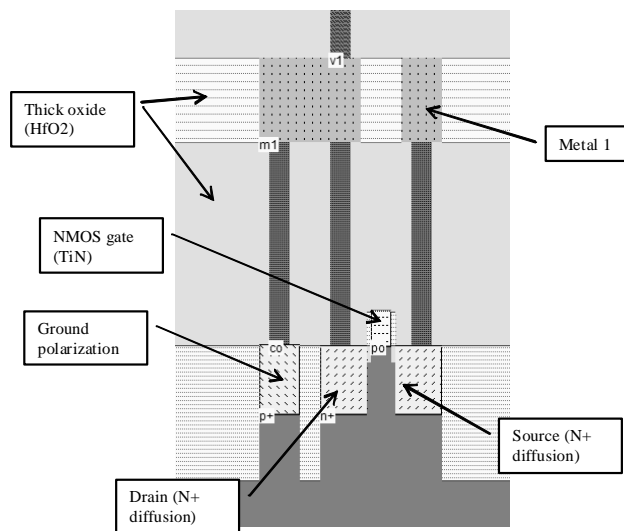 v1
Thick oxide
(HfO2)
m1
Metal 1
NMOS gate
(TiN)
Ground
polarization
co
po
p+
n+
Drain (N+
diffusion)
Source (N+
diffusion)